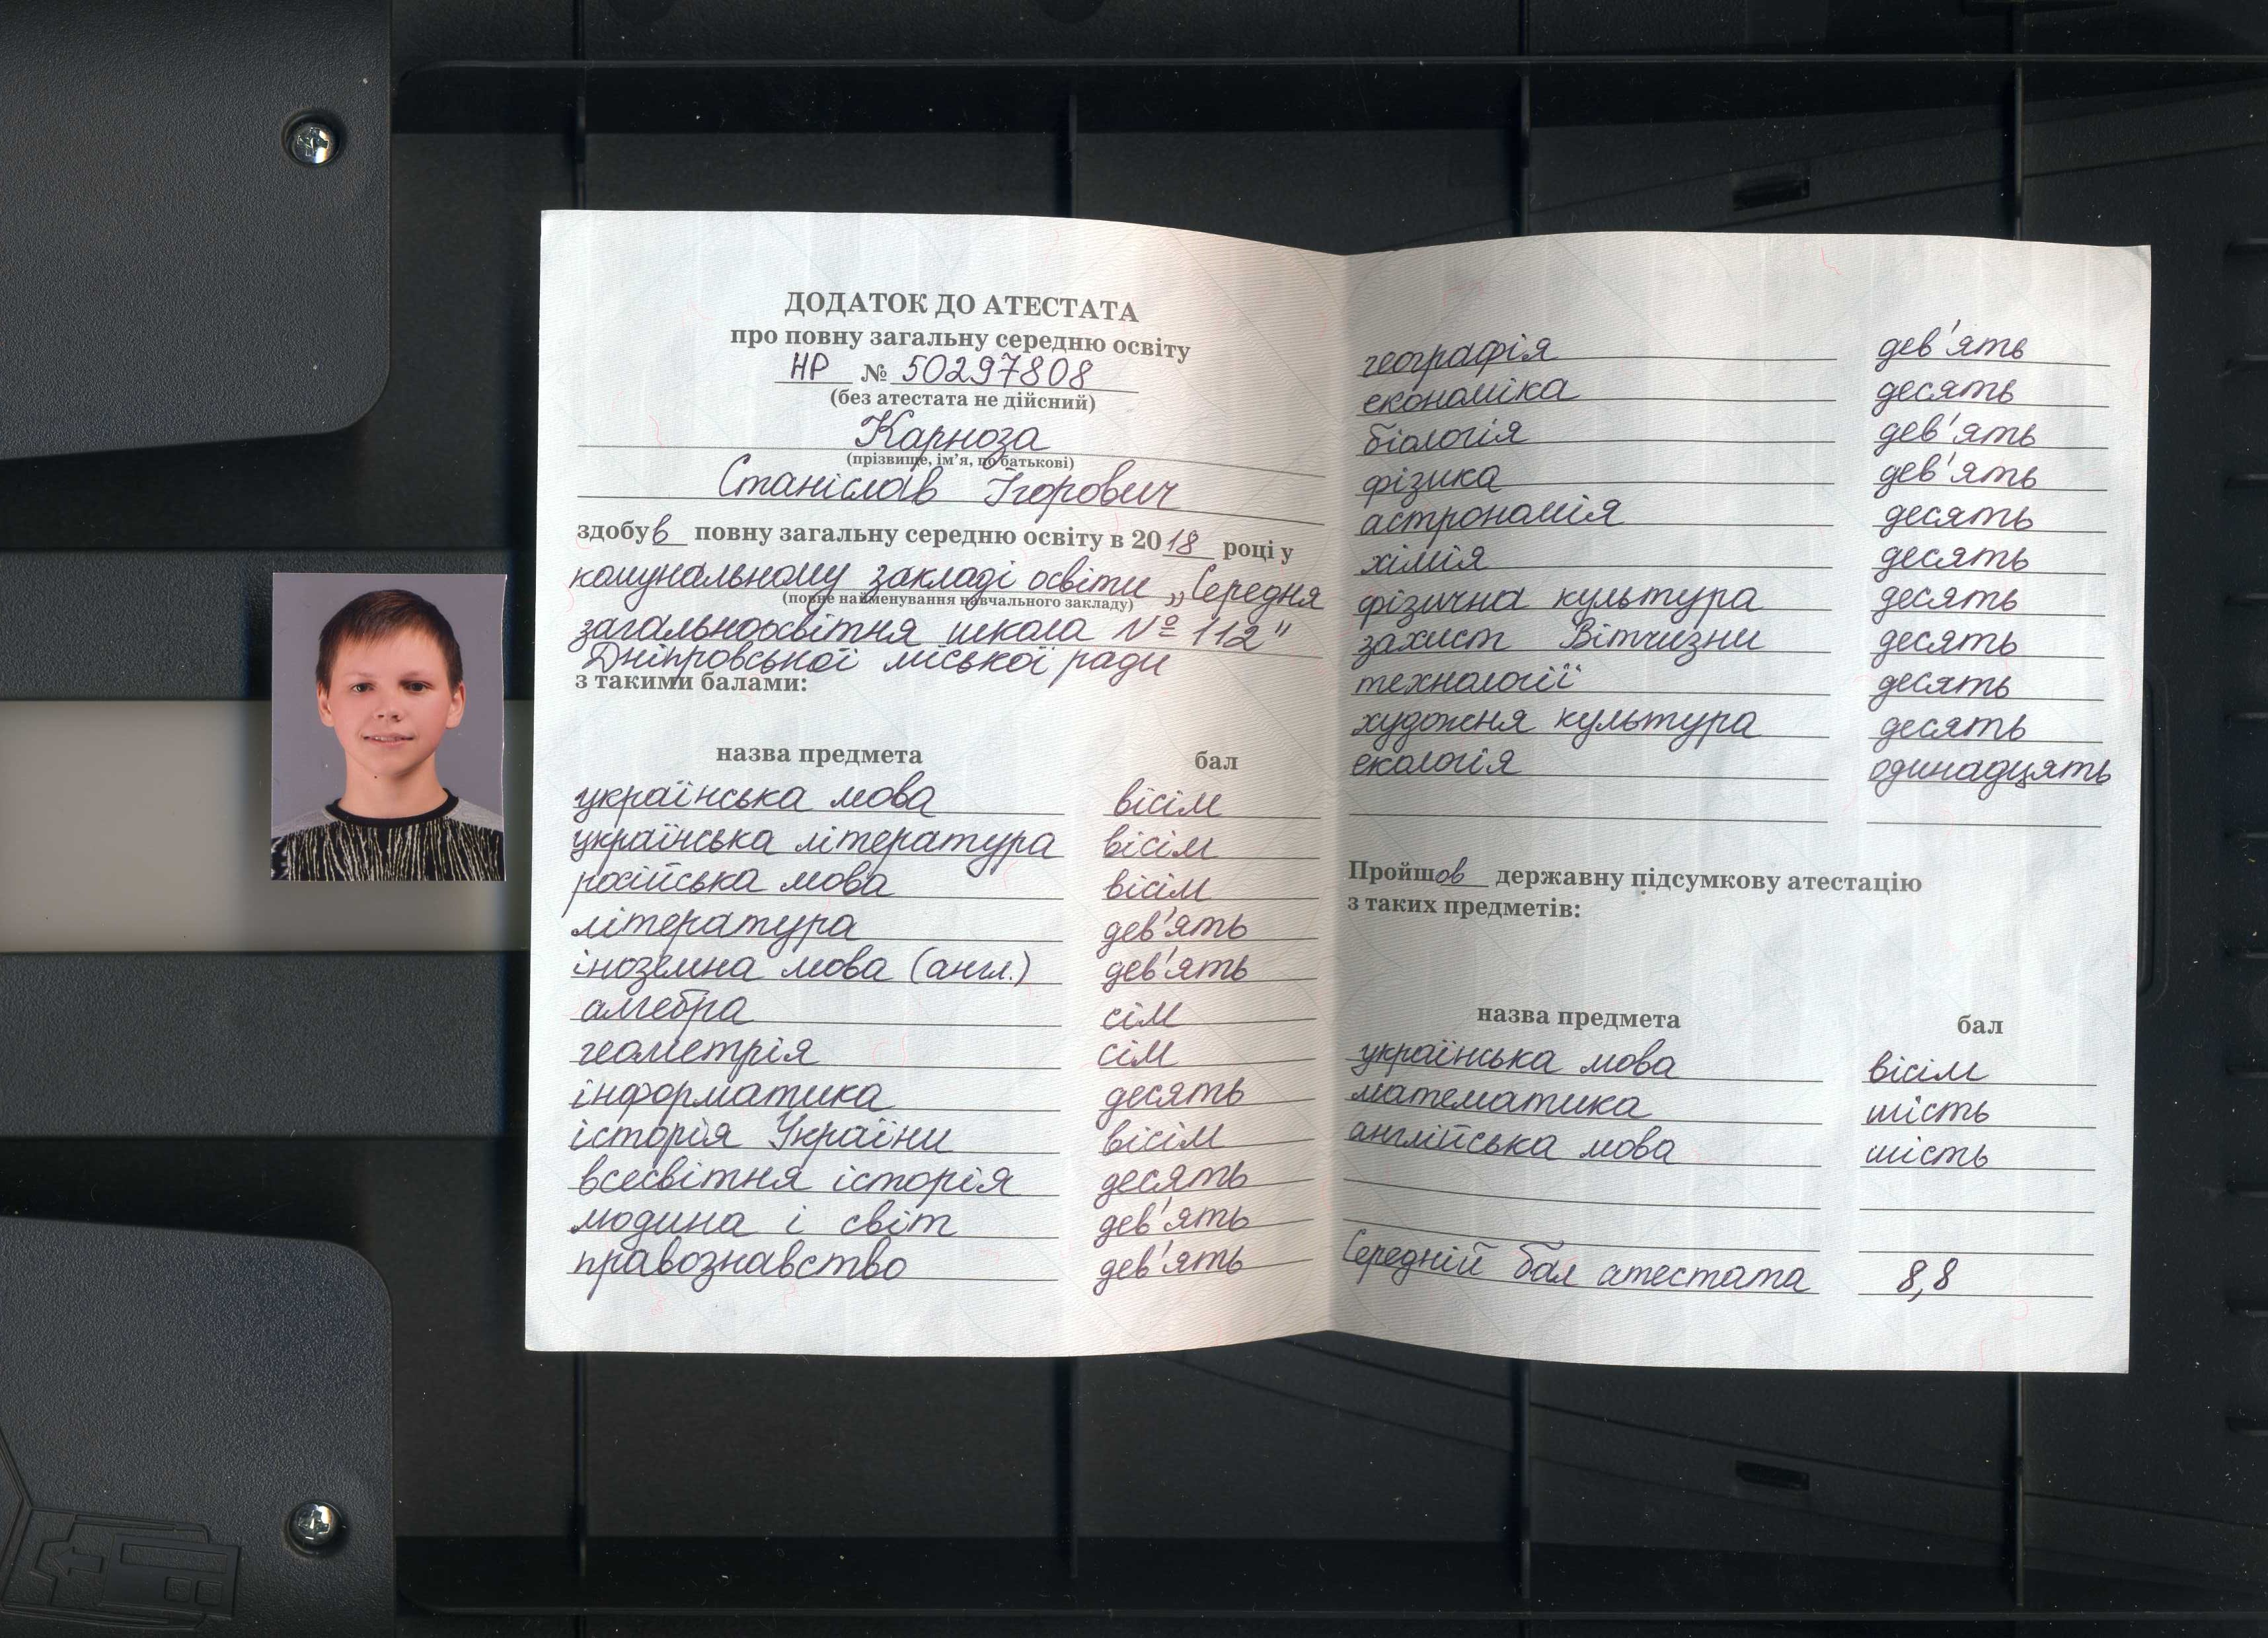 ДОДАТОК ДО АТЕСТАТА
про повну загальну середню освіту
НР № 50297808
(без атестата не дійсний)
Карноза
(прізвище, ім’я, по батькові)
Станіслав Ігорович
здобув повну загальну середню освіту в 2018 році у
комунальному закладі освіти „Середня
(повне найменування навчального закладу)
загальноосвітня школа № 112"
Дніпровської міської ради
з такими балами:
назва предмета бал
українська мова вісім
українська література вісім
російська мова вісім
література дев'ять
іноземна мова (англ.) дев'ять
алгебра сім
геометрія сім
інформатика десять
історія України вісім
всесвітня історія десять
людина і світ дев'ять
правознавство дев'ять
географія дев'ять
економіка десять
біологія дев'ять
фізика дев'ять
астрономія десять
хімія десять
фізична культура десять
захист Вітчизни десять
технології десять
художня культура десять
екологія одинадцять
Пройшов державну підсумкову атестацію
з таких предметів:
назва предмета бал
українська мова вісім
математика шість
англійська мова шість
Середній бал атестата 8,8